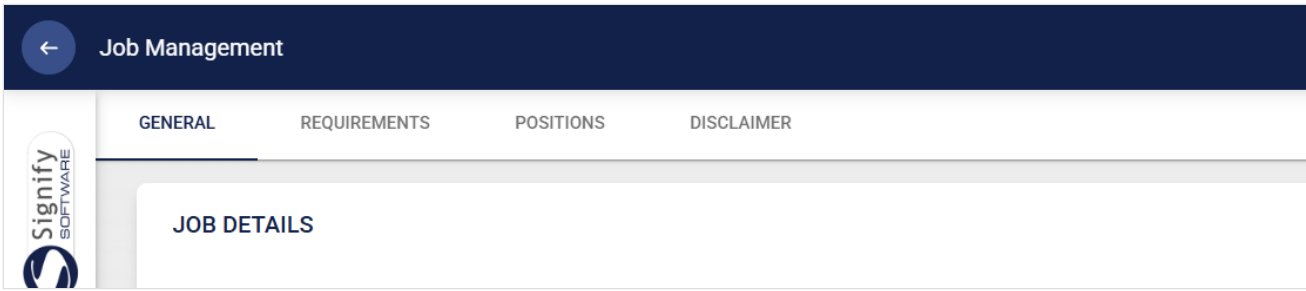 Job Management
GENERAL REQUIREMENTS POSITIONS DISCLAIMER
Signify
SOFTWARE
JOB DETAILS